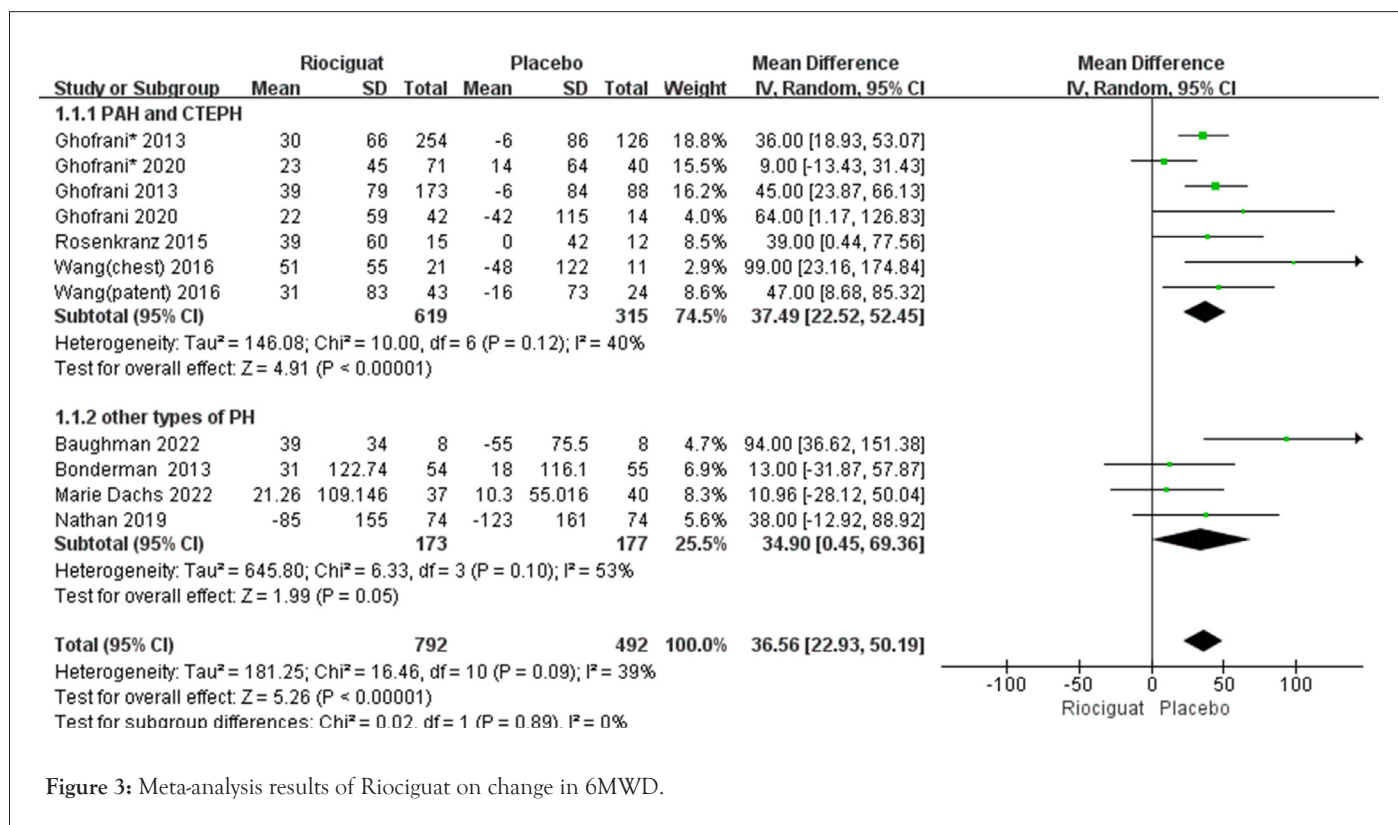 Riociguat Placebo Mean Difference Mean Difference
Study or Subgroup Mean SD Total Mean SD Total Weight IV, Random, 95% CI IV, Random, 95% CI
1.1.1 PAH and CTEPH
Ghofrani* 2013 30 66 254 -6 86 126 18.8% 36.00 [18.93, 53.07]
Ghofrani* 2020 23 45 71 14 64 40 15.5% 9.00 [-13.43, 31.43]
Ghofrani 2013 39 79 173 -6 84 88 16.2% 45.00 [23.87, 66.13]
Ghofrani 2020 22 59 42 -42 115 14 4.0% 64.00 [1.17, 126.83]
Rosenkranz 2015 39 60 15 0 42 12 8.5% 39.00 [0.44, 77.56]
Wang(chest) 2016 51 55 21 -48 122 11 2.9% 99.00 [23.16, 174.84]
Wang(patent) 2016 31 83 43 -16 73 24 8.6% 47.00 [8.68, 85.32]
Subtotal (95% CI) 619 315 74.5% 37.49 [22.52, 52.45]
Heterogeneity: Tau² = 146.08; Chi² = 10.00, df = 6 (P = 0.12); I² = 40%
Test for overall effect: Z = 4.91 (P < 0.00001)
1.1.2 other types of PH
Baughman 2022 39 34 8 -55 75.5 8 4.7% 94.00 [36.62, 151.38]
Bonderman 2013 31 122.74 54 18 116.1 55 6.9% 13.00 [-31.87, 57.87]
Marie Dachs 2022 21.26 109.146 37 10.3 55.016 40 8.3% 10.96 [-28.12, 50.04]
Nathan 2019 -85 155 74 -123 161 74 5.6% 38.00 [-12.92, 88.92]
Subtotal (95% CI) 173 177 25.5% 34.90 [0.45, 69.36]
Heterogeneity: Tau² = 645.80; Chi² = 6.33, df = 3 (P = 0.10); I² = 53%
Test for overall effect: Z = 1.99 (P = 0.05)
Total (95% CI) 792 492 100.0% 36.56 [22.93, 50.19]
Heterogeneity: Tau² = 181.25; Chi² = 16.46, df = 10 (P = 0.09); I² = 39%
Test for overall effect: Z = 5.26 (P < 0.00001)
Test for subgroup differences: Chi² = 0.02, df = 1 (P = 0.89), I² = 0%
-100 -50 0 50 100
Riociguat Placebo
Figure 3: Meta-analysis results of Riociguat on change in 6MWD.